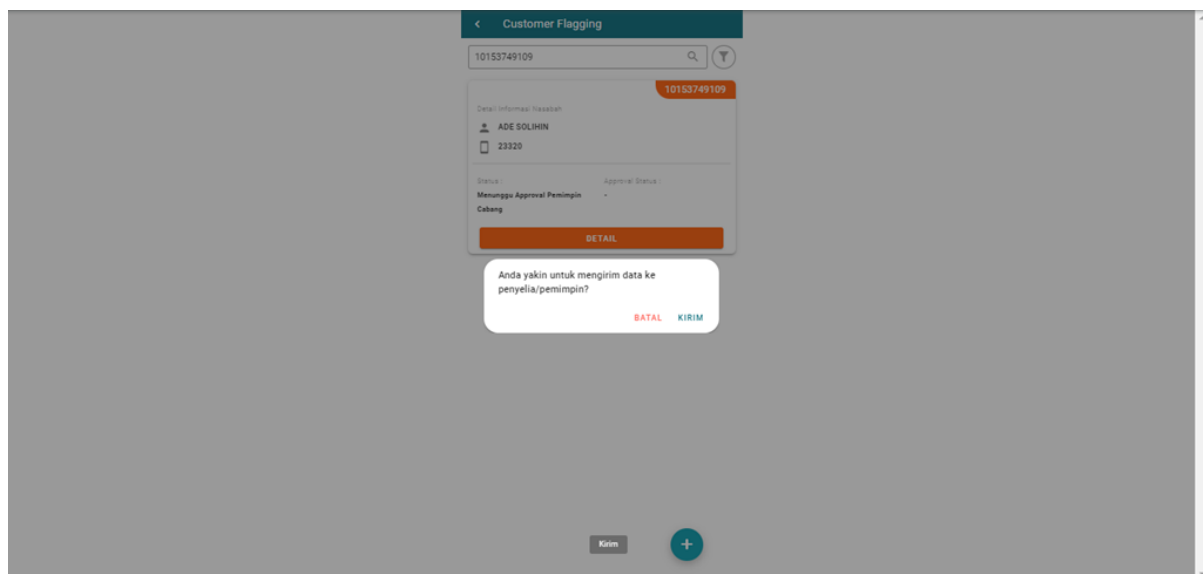 Customer Flagging
10153749109
10153749109
Detail Informasi Nasabah
ADE SOLIHIN
23320
Status :
Approval Status :
Menunggu Approval Pemimpin
-
Cabang
DETAIL
Anda yakin untuk mengirim data ke
penyelia/pemimpin?
BATAL KIRIM
Kirim
+